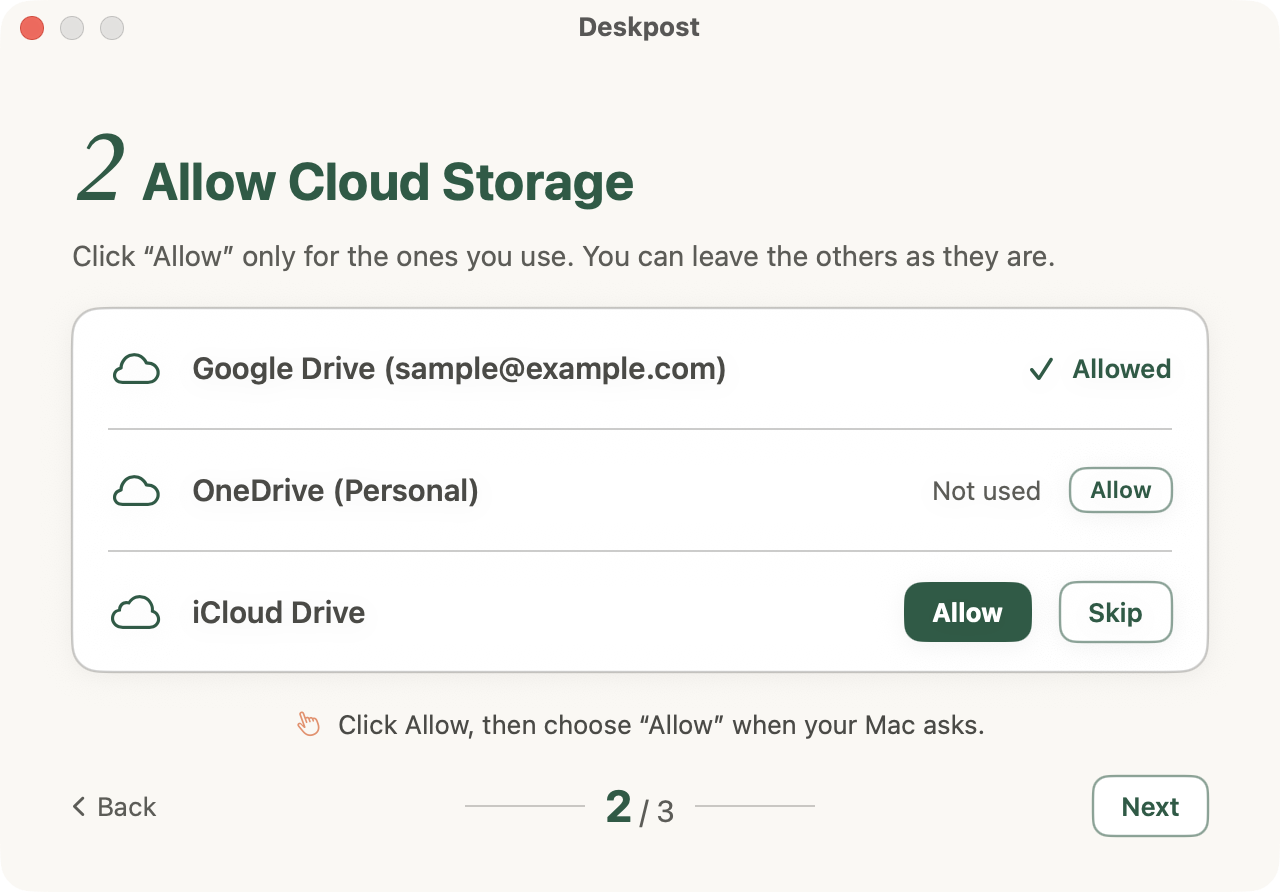 Deskpost
2 Allow Cloud Storage
Click “Allow” only for the ones you use. You can leave the others as they are.
Google Drive (sample@example.com) ✓ Allowed
OneDrive (Personal) Not used Allow
iCloud Drive Allow Skip
Click Allow, then choose “Allow” when your Mac asks.
Back 2 / 3 Next